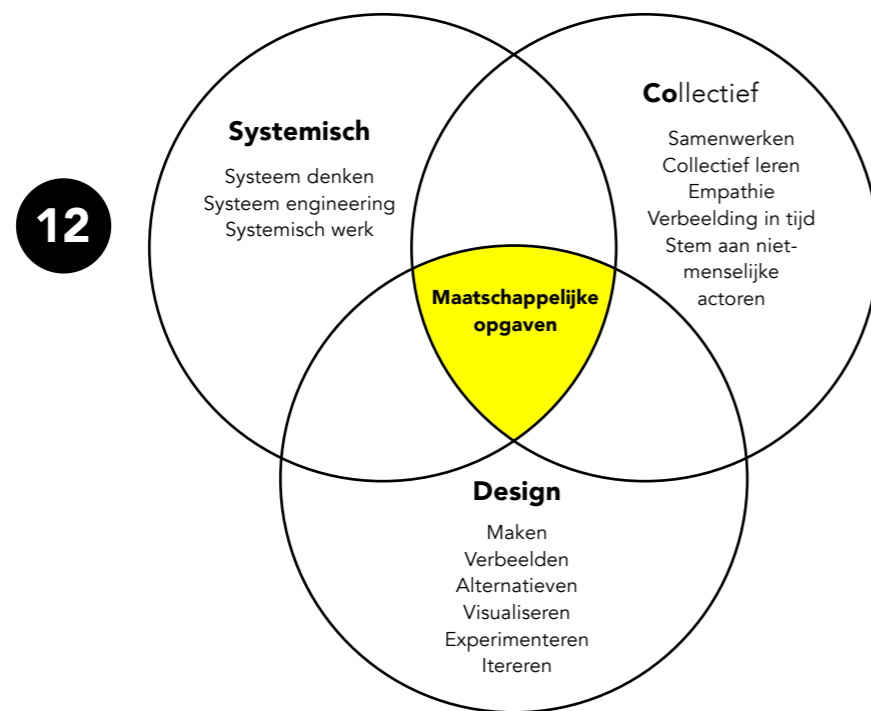 12
Systemisch
Systeem denken
Systeem engineering
Systemisch werk
Collectief
Samenwerken
Collectief leren
Empathie
Verbeelding in tijd
Stem aan niet-
menselijke
actoren
Maatschappelijke
opgaven
Design
Maken
Verbeelden
Alternatieven
Visualiseren
Experimenteren
Itereren